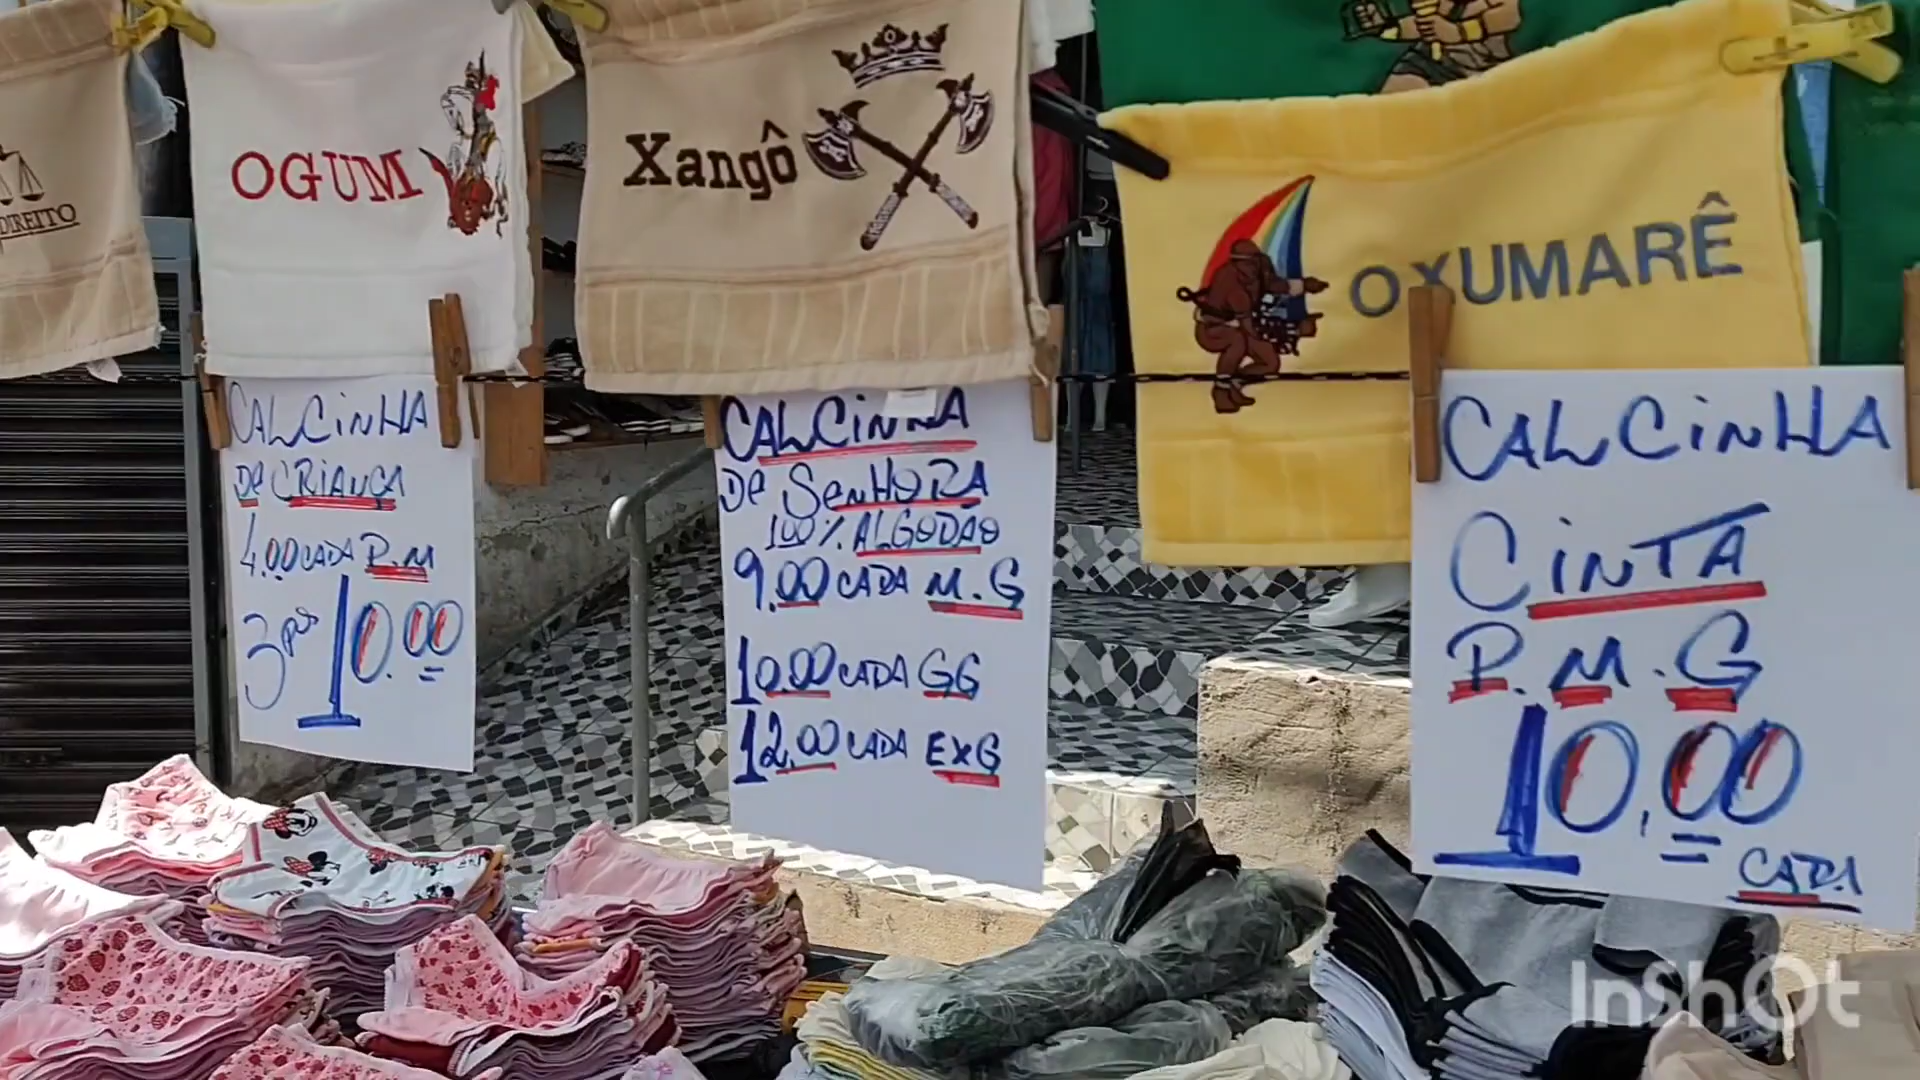 DIREITO
OGUM
Xangô
OXUMARÊ
CALCINHA
DE CRIANÇA
4.00 CADA P.M
3 pçs 10.00
CALCINHA
DE SENHORA
100% ALGODÃO
9.00 CADA M.G
10.00 CADA GG
12.00 CADA EXG
CALCINHA
CINTA
P.M.G
10.00
CADA
InShOt